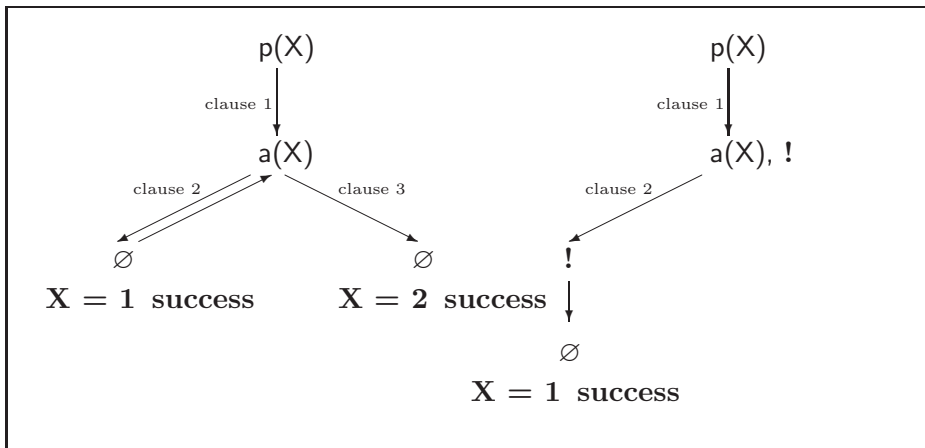 p(X)
clause 1
a(X)
clause 2
clause 3
∅
∅
X = 1 success
X = 2 success
p(X)
clause 1
a(X), !
clause 2
!
∅
X = 1 success